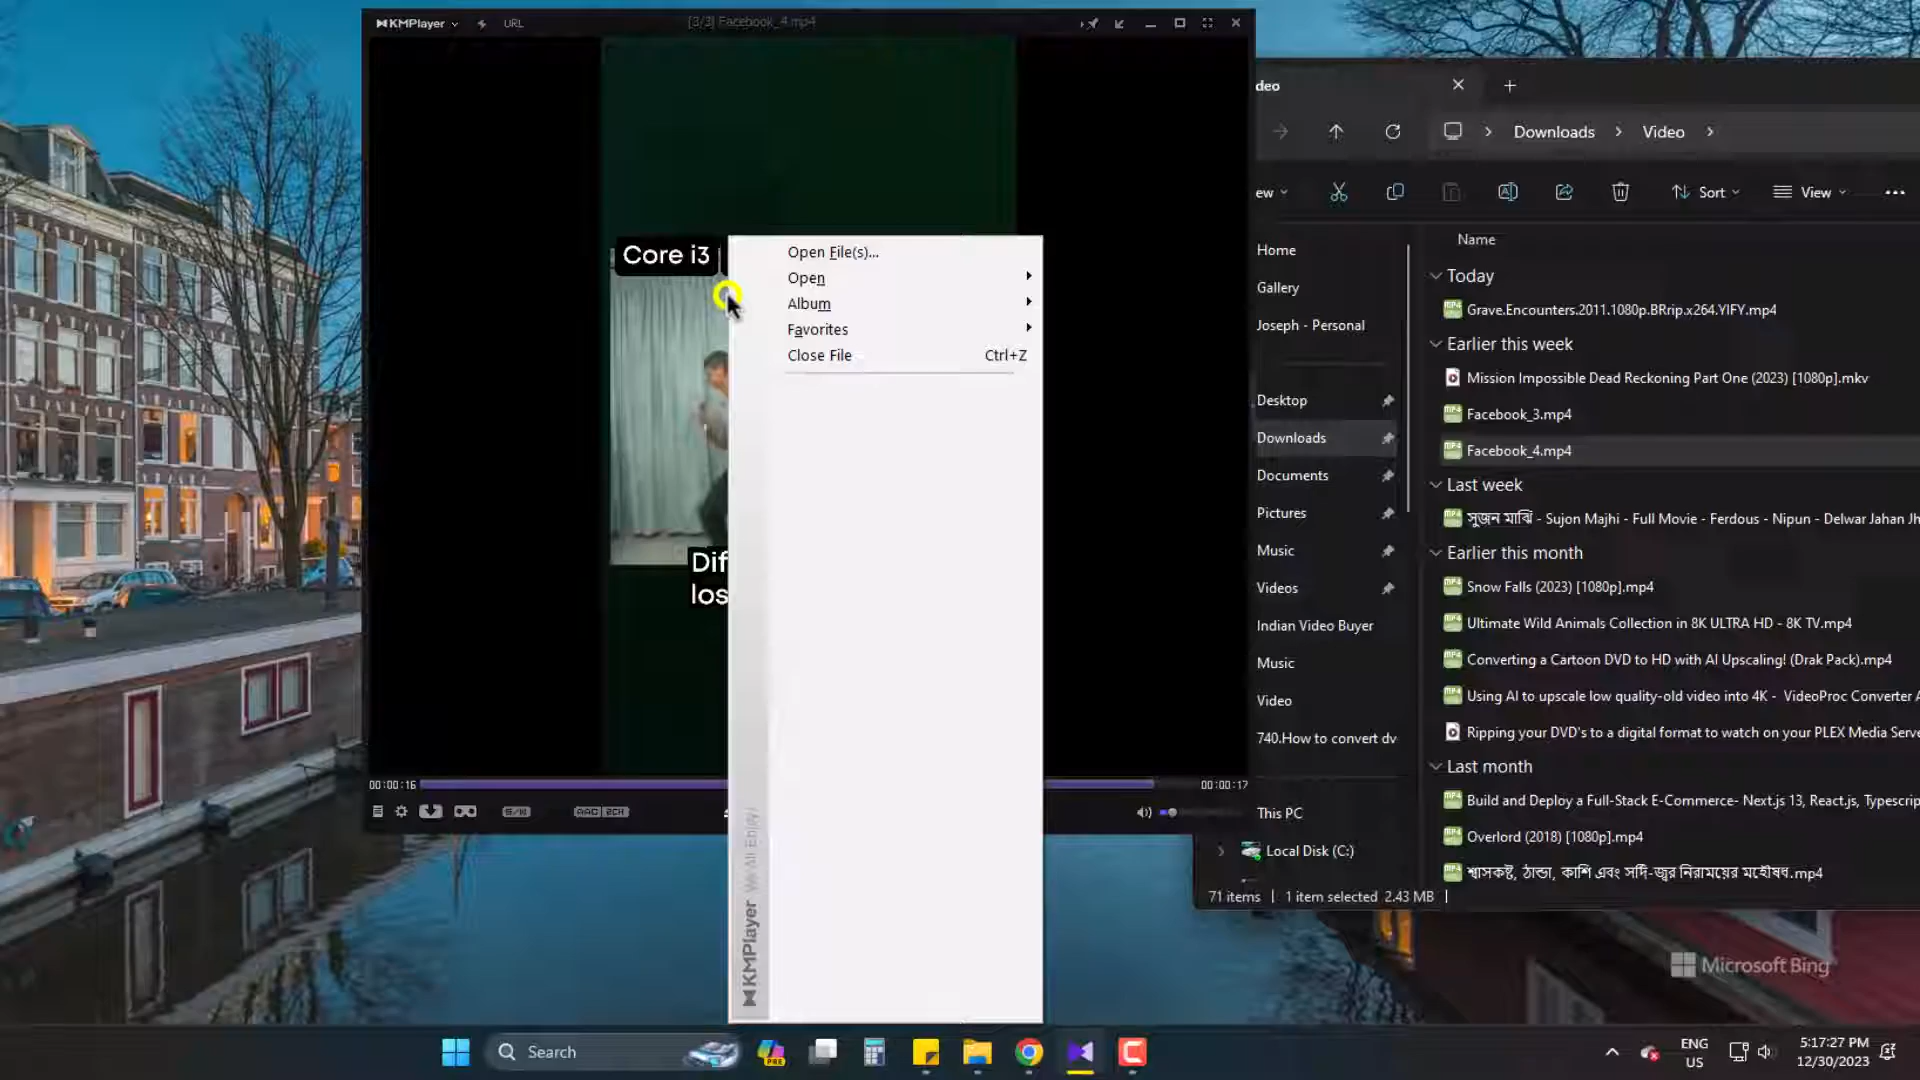 KMPlayer
URL
[3/3] Facebook_4.mp4
Core i3
Dif
los
Open File(s)...
Open
Album
Favorites
Close File Ctrl+Z
KMPlayer We All Enjoy!
00:00:16
00:00:17
S/W
AAC 2CH
deo
Downloads
Video
ew
Sort
View
Home
Gallery
Joseph - Personal
Desktop
Downloads
Documents
Pictures
Music
Videos
Indian Video Buyer
Music
Video
740.How to convert dv
This PC
Local Disk (C:)
Name
Today
Grave.Encounters.2011.1080p.BRrip.x264.YIFY.mp4
Earlier this week
Mission Impossible Dead Reckoning Part One (2023) [1080p].mkv
Facebook_3.mp4
Facebook_4.mp4
Last week
সুজন মাঝি - Sujon Majhi - Full Movie - Ferdous - Nipun - Delwar Jahan Jh
Earlier this month
Snow Falls (2023) [1080p].mp4
Ultimate Wild Animals Collection in 8K ULTRA HD - 8K TV.mp4
Converting a Cartoon DVD to HD with AI Upscaling! (Drak Pack).mp4
Using AI to upscale low quality-old video into 4K - VideoProc Converter A
Ripping your DVD's to a digital format to watch on your PLEX Media Serve
Last month
Build and Deploy a Full-Stack E-Commerce- Next.js 13, React.js, Typescrip
Overlord (2018) [1080p].mp4
শ্বাসকষ্ট, ঠান্ডা, কাশি এবং সর্দি-জ্বর নিরাময়ের মহৌষধ.mp4
71 items
1 item selected 2.43 MB
Microsoft Bing
Search
PRE
ENG
US
5:17:27 PM
12/30/2023